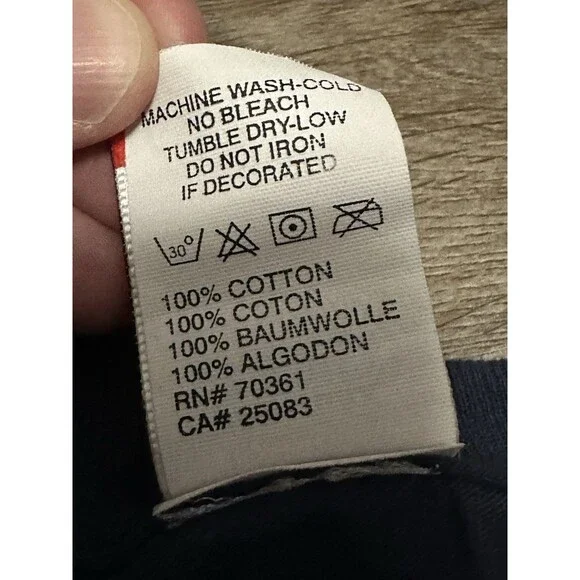 MACHINE WASH-COLD
NO BLEACH
TUMBLE DRY-LOW
DO NOT IRON
IF DECORATED
30°
100% COTTON
100% COTON
100% BAUMWOLLE
100% ALGODON
RN# 70361
CA# 25083